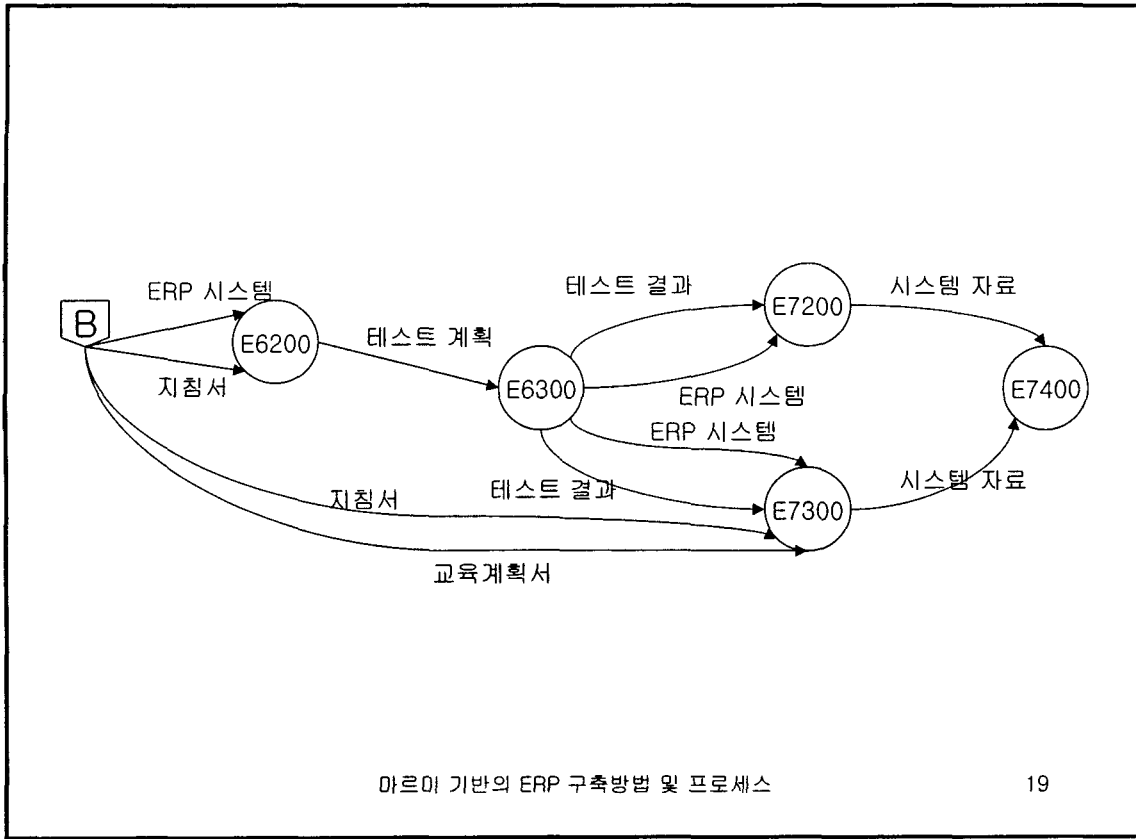 ERP 시스템
B
지침서
E6200
테스트 계획
E6300
테스트 결과
ERP 시스템
E7200
시스템 자료
E7400
ERP 시스템
테스트 결과
E7300
시스템 자료
지침서
교육계획서
마르미 기반의 ERP 구축방법 및 프로세스
19